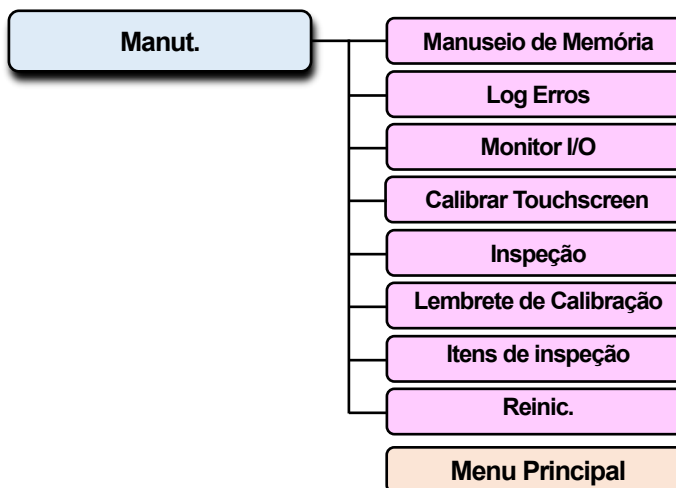 Manut.
Manuseio de Memória
Log Erros
Monitor I/O
Calibrar Touchscreen
Inspeção
Lembrete de Calibração
Itens de inspeção
Reinic.
Menu Principal